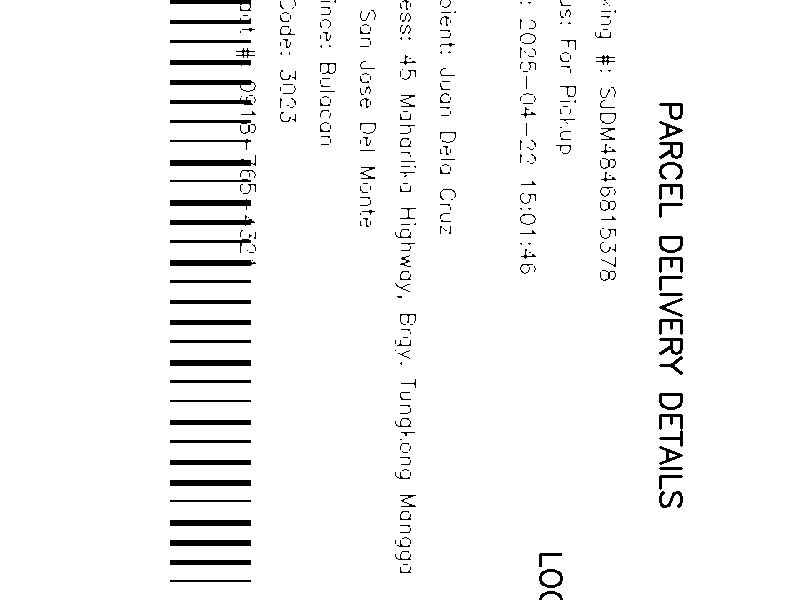 PARCEL DELIVERY DETAILS
king #: SJDM4846815378
us: For Pickup
: 2025-04-22 15:01:46
LOC
pient: Juan Dela Cruz
ess: 45 Maharlika Highway, Brgy. Tungkong Mangga
San Jose Del Monte
ince: Bulacan
Code: 3023
#: 0918-765-4321